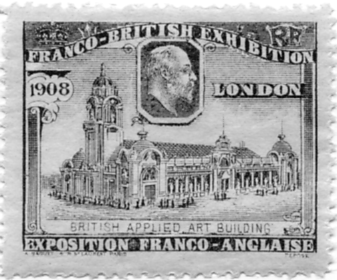 FRANCO-BRITISH EXHIBITION
RF
1908
LONDON
BRITISH APPLIED ART BUILDING
EXPOSITION FRANCO-ANGLAISE